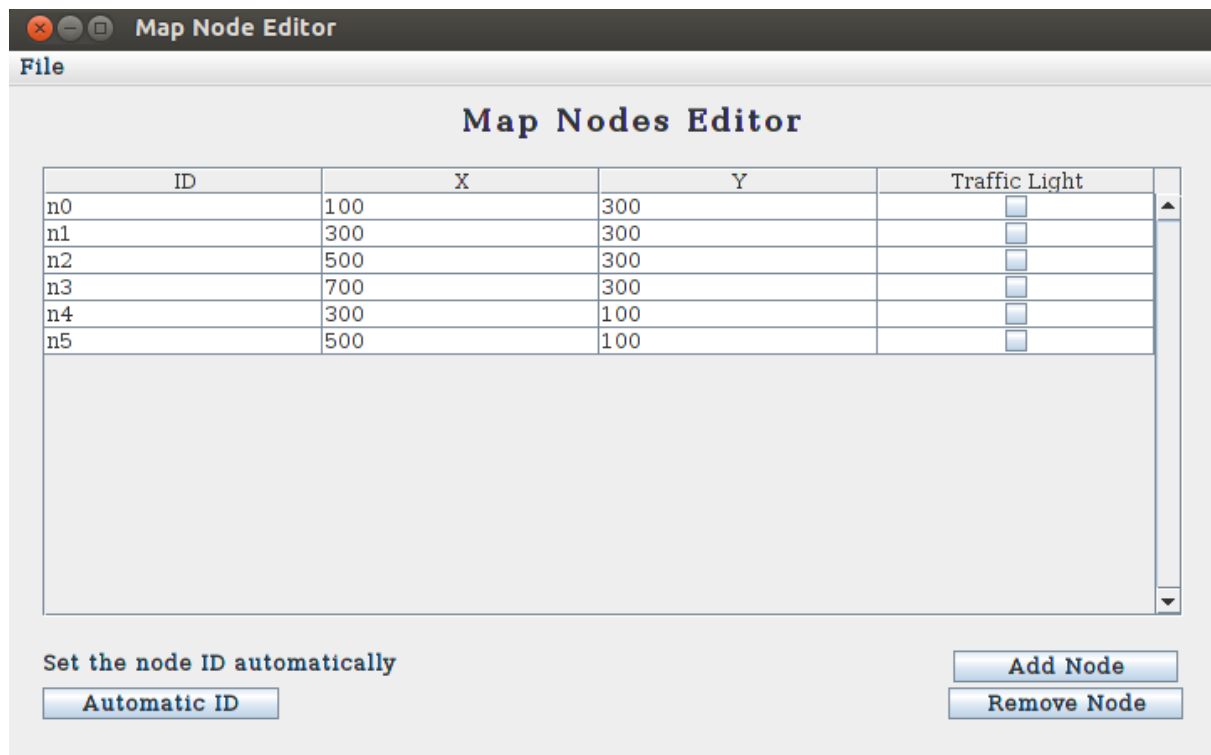 Map Node Editor
File
Map Nodes Editor
ID X Y Traffic Light
n0 100 300
n1 300 300
n2 500 300
n3 700 300
n4 300 100
n5 500 100
Set the node ID automatically
Add Node
Automatic ID
Remove Node